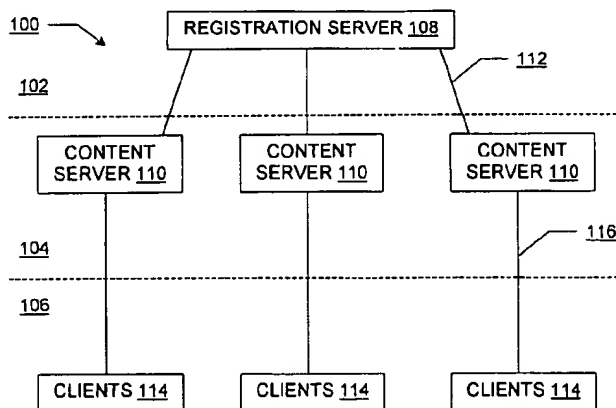 100
REGISTRATION SERVER 108
112
102
CONTENT
SERVER 110
CONTENT
SERVER 110
CONTENT
SERVER 110
104
116
106
CLIENTS 114
CLIENTS 114
CLIENTS 114